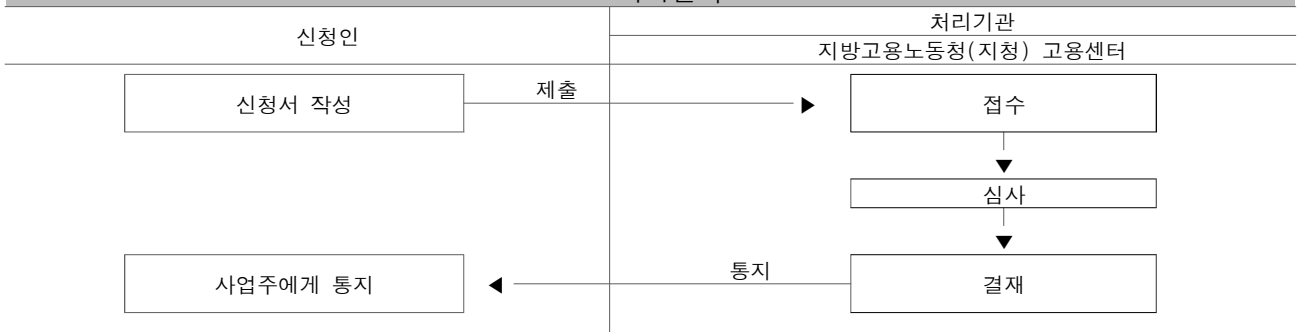 신청인
처리기관
지방고용노동청(지청) 고용센터
신청서 작성
제출
접수
심사
사업주에게 통지
통지
결재